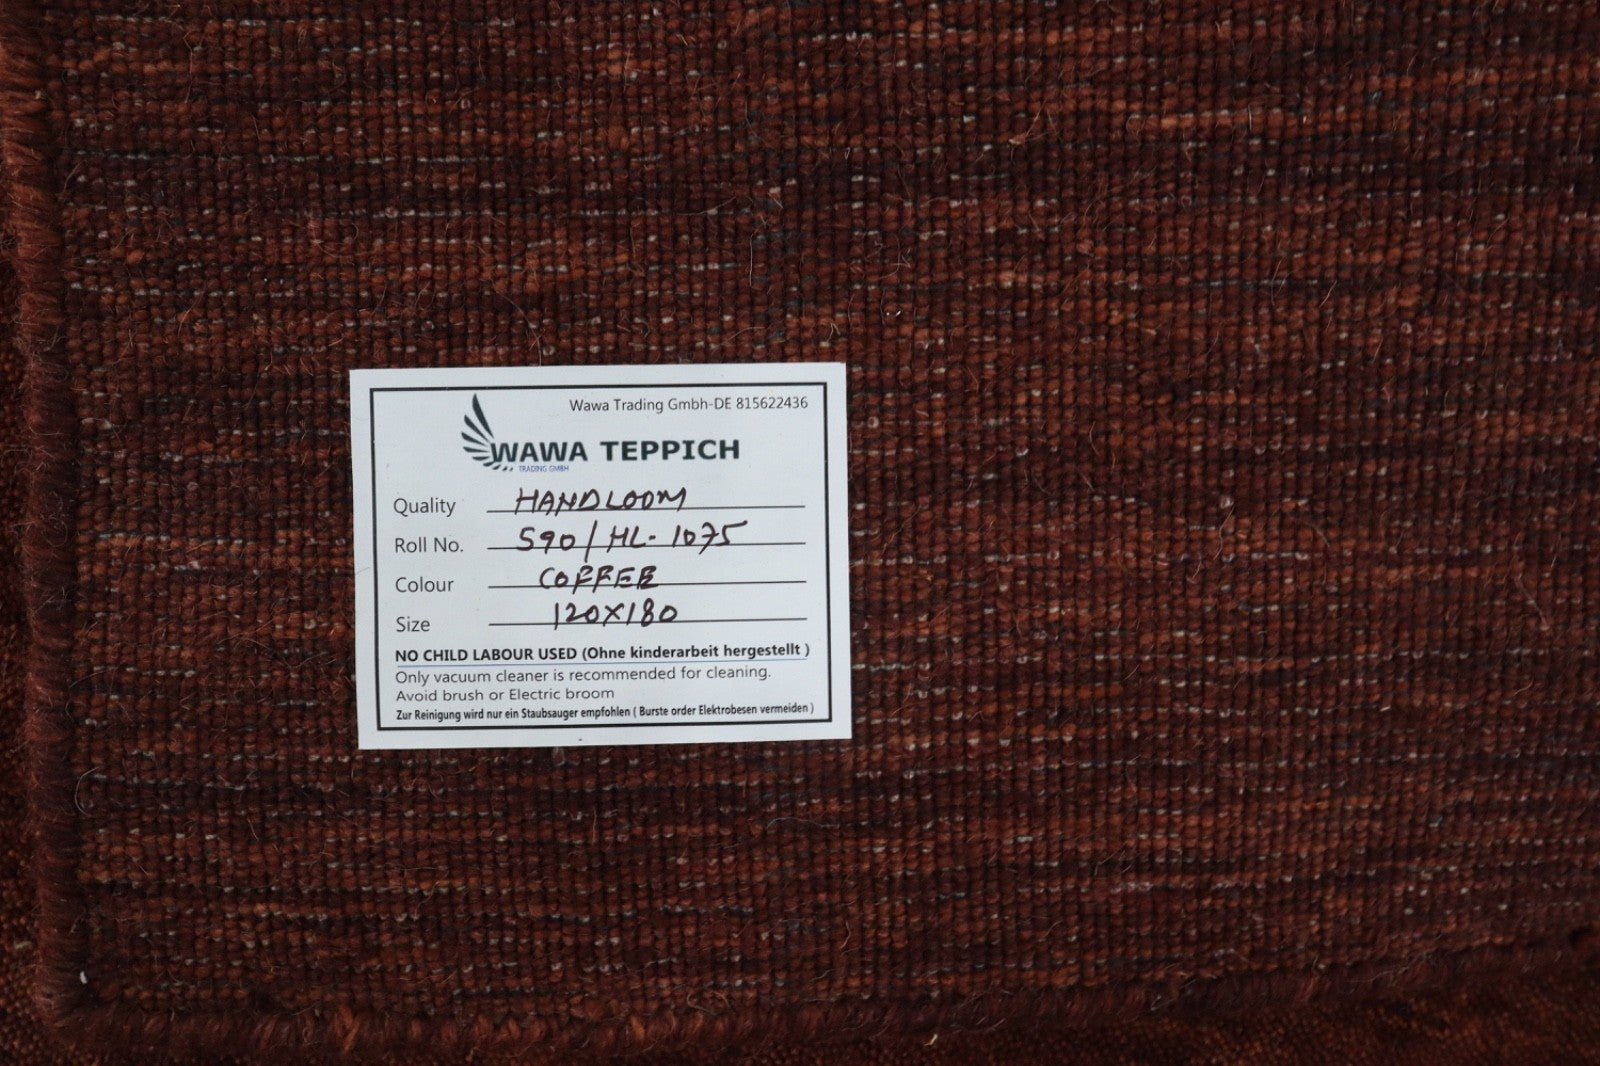 Wawa Trading Gmbh-DE 815622436
WAWA TEPPICH
TRADING GMBH
Quality HANDLOOM
Roll No. S90/HL-1075
Colour COFFEE
Size 120X180
NO CHILD LABOUR USED (Ohne kinderarbeit hergestellt )
Only vacuum cleaner is recommended for cleaning.
Avoid brush or Electric broom
Zur Reinigung wird nur ein Staubsauger empfohlen ( Burste order Elektrobesen vermeiden )